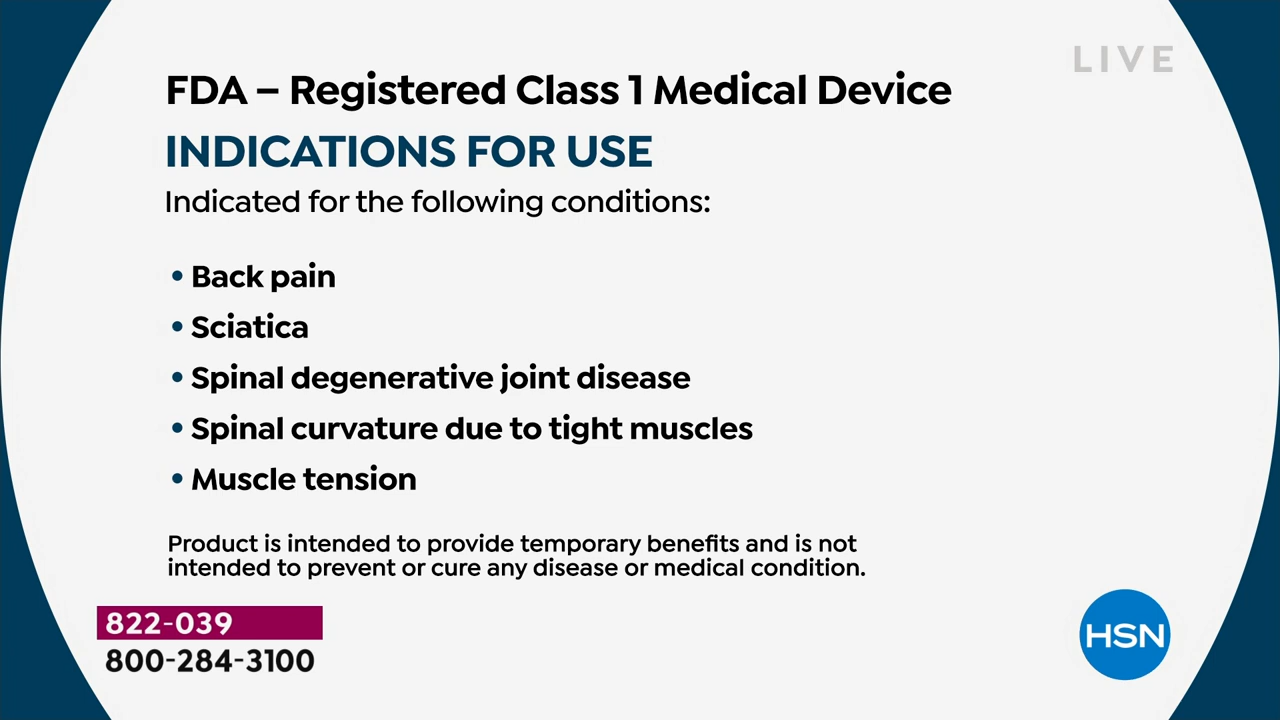 LIVE
FDA – Registered Class 1 Medical Device
INDICATIONS FOR USE
Indicated for the following conditions:
• Back pain
• Sciatica
• Spinal degenerative joint disease
• Spinal curvature due to tight muscles
• Muscle tension
Product is intended to provide temporary benefits and is not
intended to prevent or cure any disease or medical condition.
822-039
800-284-3100
HSN